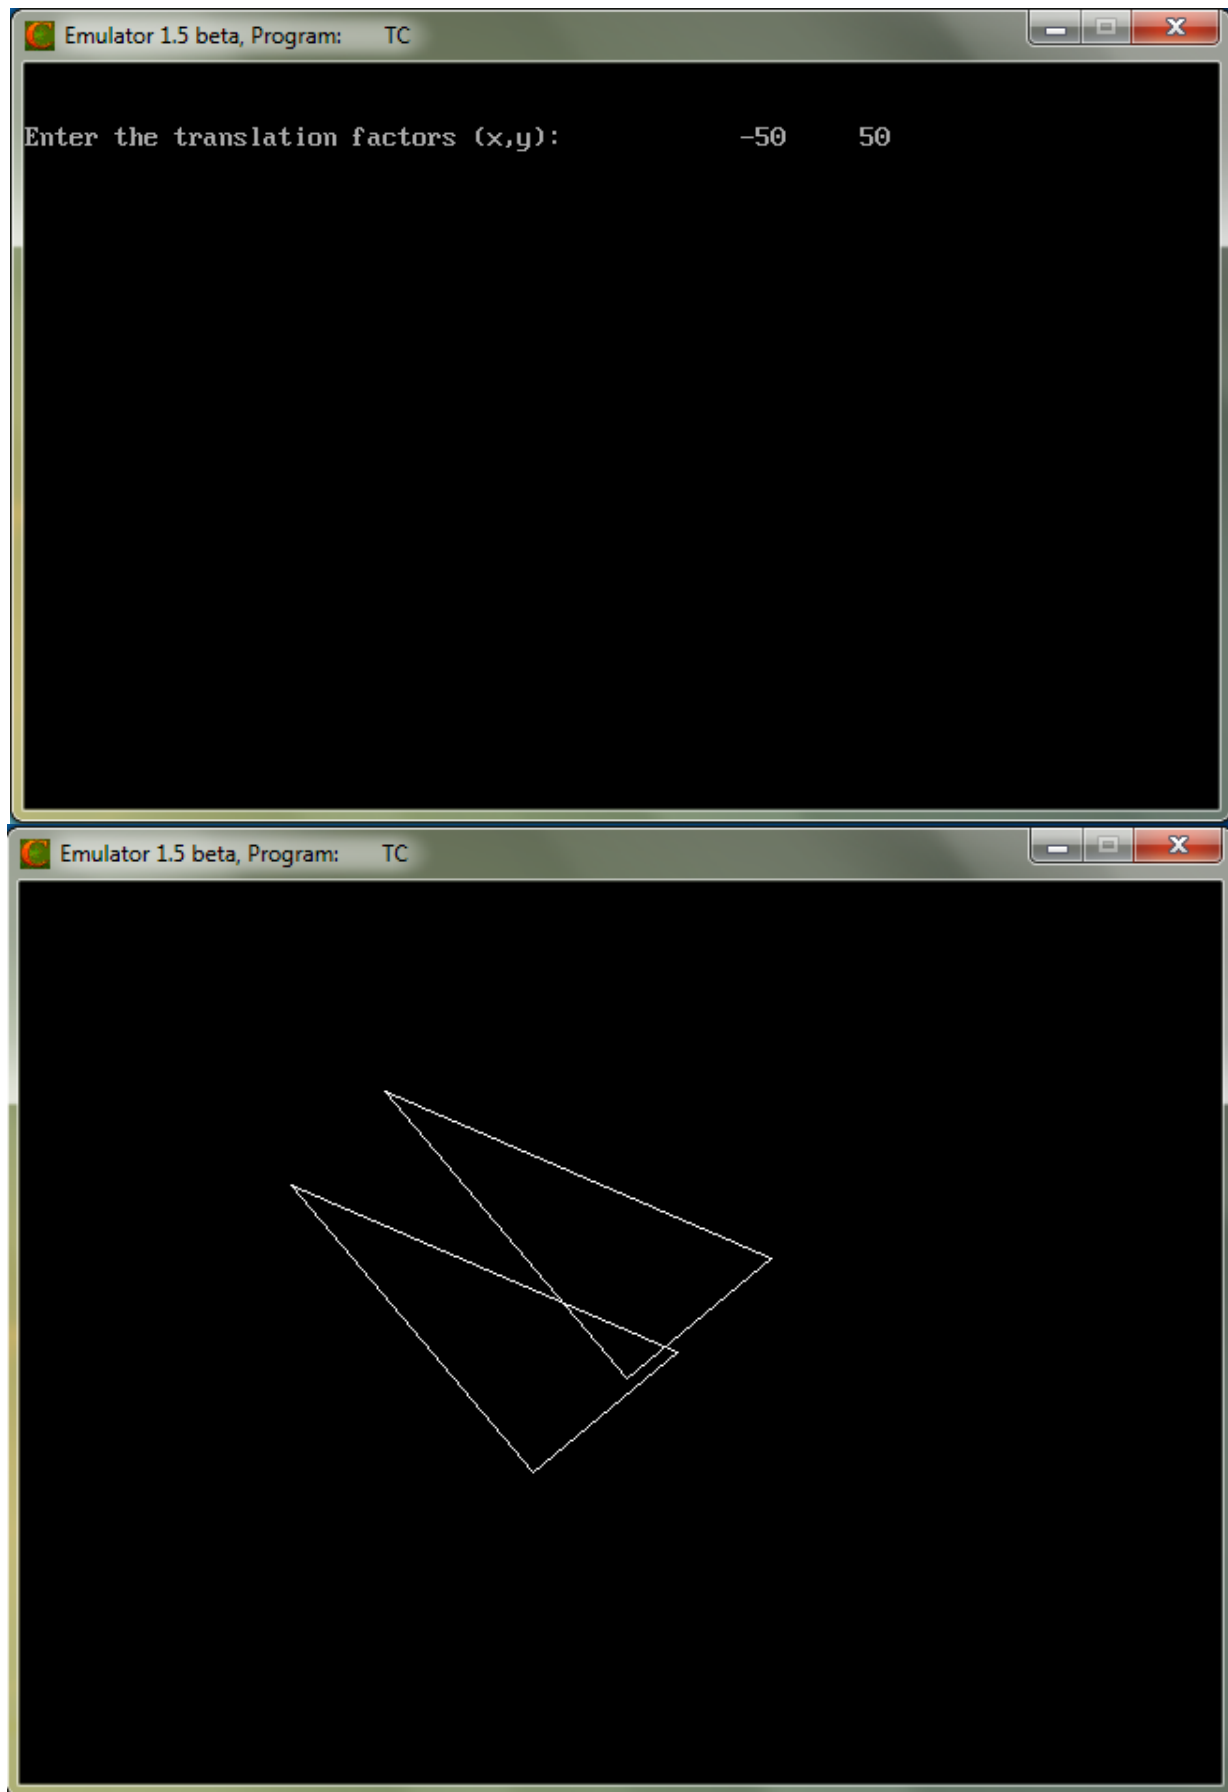 Emulator 1.5 beta, Program: TC
Enter the translation factors (x,y): -50 50
Emulator 1.5 beta, Program: TC